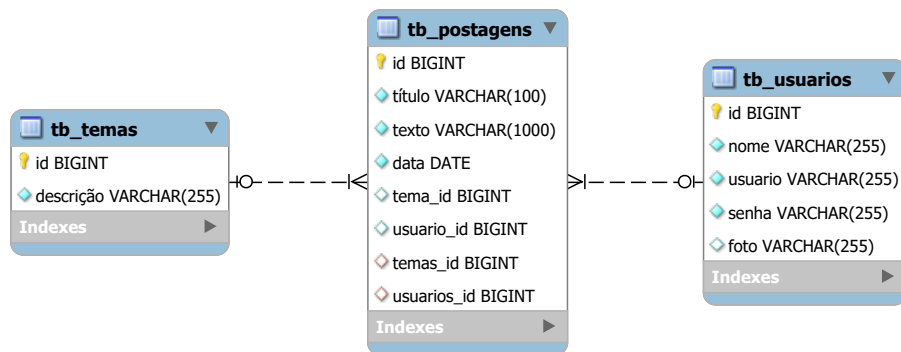 tb_temas
id BIGINT
descrição VARCHAR(255)
Indexes
tb_postagens
id BIGINT
título VARCHAR(100)
texto VARCHAR(1000)
data DATE
tema_id BIGINT
usuario_id BIGINT
temas_id BIGINT
usuarios_id BIGINT
Indexes
tb_usuarios
id BIGINT
nome VARCHAR(255)
usuario VARCHAR(255)
senha VARCHAR(255)
foto VARCHAR(255)
Indexes